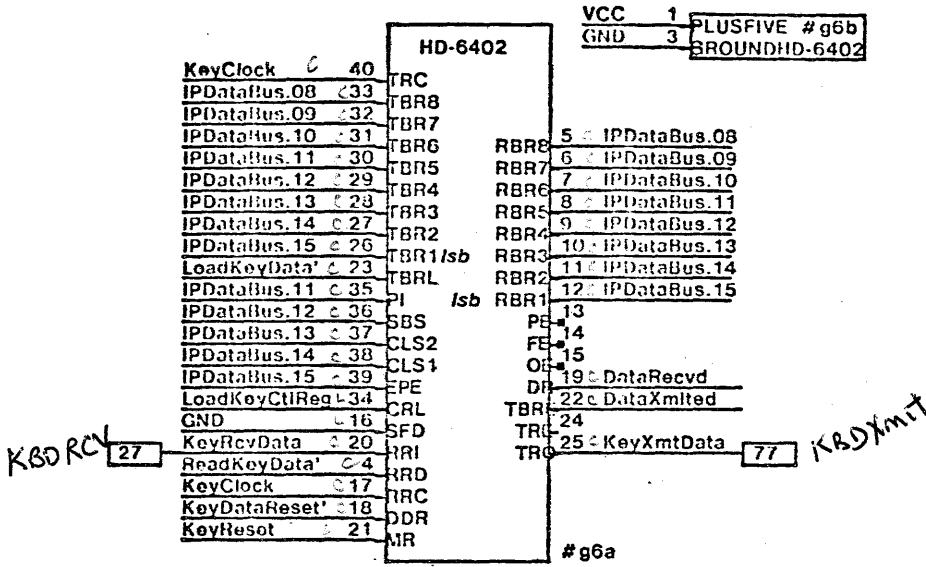 VCC 1 PLUSFIVE #g6b
GND 3 GROUNDHD-6402
HD-6402
KeyClock C 40 TRC
IPDataBus.08 C 33 TBR8
IPDataBus.09 C 32 TBR7
IPDataBus.10 C 31 TBR6
IPDataBus.11 C 30 TBR5
IPDataBus.12 C 29 TBR4
IPDataBus.13 C 28 TBR3
IPDataBus.14 C 27 TBR2
IPDataBus.15 C 26 TBR1 lsb
LoadKeyData' C 23 TBRL
IPDataBus.11 C 35 PI
IPDataBus.12 C 36 SBS
IPDataBus.13 C 37 CLS2
IPDataBus.14 C 38 CLS1
IPDataBus.15 C 39 EPE
LoadKeyCtlReg C 34 CRL
GND C 16 SFD
KBDRCV 27 KeyRcvData C 20 RRI
ReadKeyData' C 4 RRD
KeyClock C 17 RRC
KeyDataReset' C 18 DDR
KeyReset C 21 MR
RBR8 5 C IPDataBus.08
RBR7 6 C IPDataBus.09
RBR6 7 C IPDataBus.10
RBR5 8 C IPDataBus.11
RBR4 9 C IPDataBus.12
RBR3 10 C IPDataBus.13
RBR2 11 C IPDataBus.14
lsb RBR1 12 C IPDataBus.15
PE 13
FE 14
OE 15
DR 19 C DataRecvd
TBRE 22 C DataXmited
TRE 24
TRO 25 C KeyXmtData 77 KBDXmit
#g6a